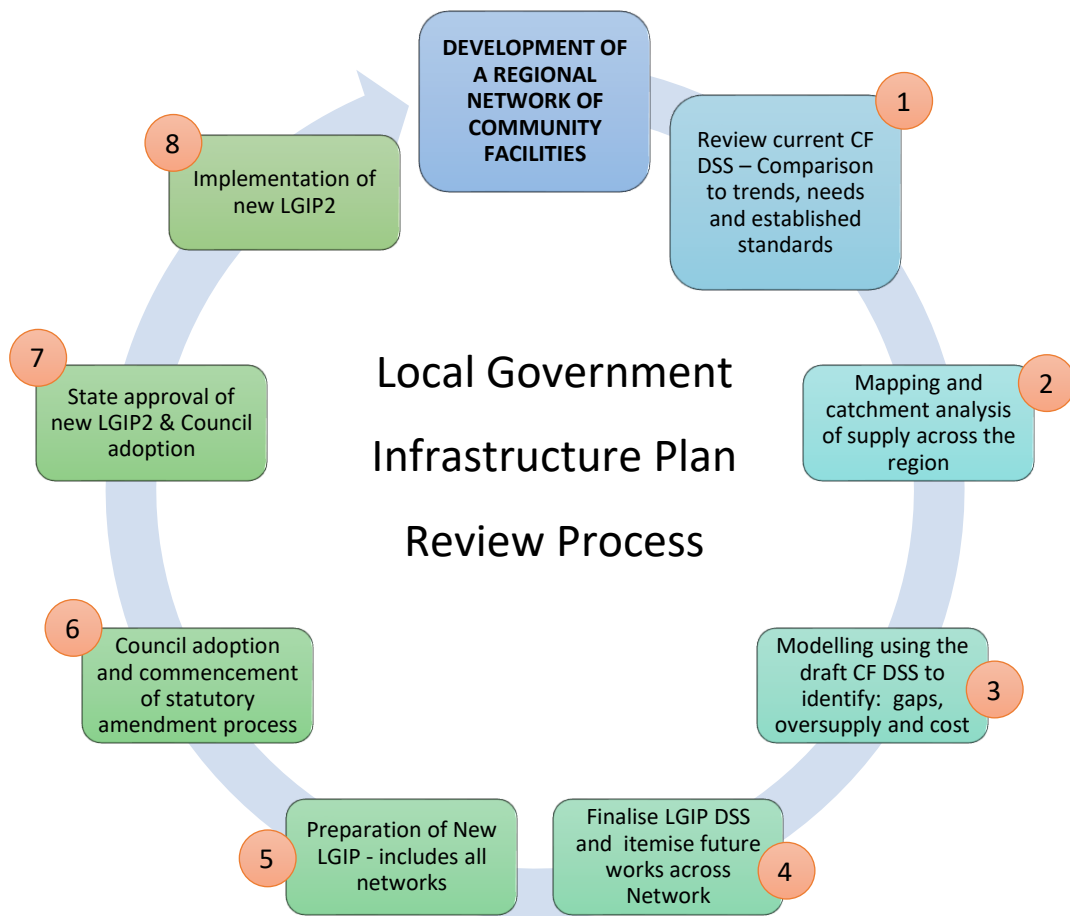 DEVELOPMENT OF
A REGIONAL
NETWORK OF
COMMUNITY
FACILITIES
1
Review current CF
DSS – Comparison
to trends, needs
and established
standards
2
Mapping and
catchment analysis
of supply across the
region
3
Modelling using the
draft CF DSS to
identify: gaps,
oversupply and cost
4
Finalise LGIP DSS
and itemise future
works across
Network
5
Preparation of New
LGIP - includes all
networks
6
Council adoption
and commencement
of statutory
amendment process
7
State approval of
new LGIP2 & Council
adoption
8
Implementation of
new LGIP2
Local Government
Infrastructure Plan
Review Process